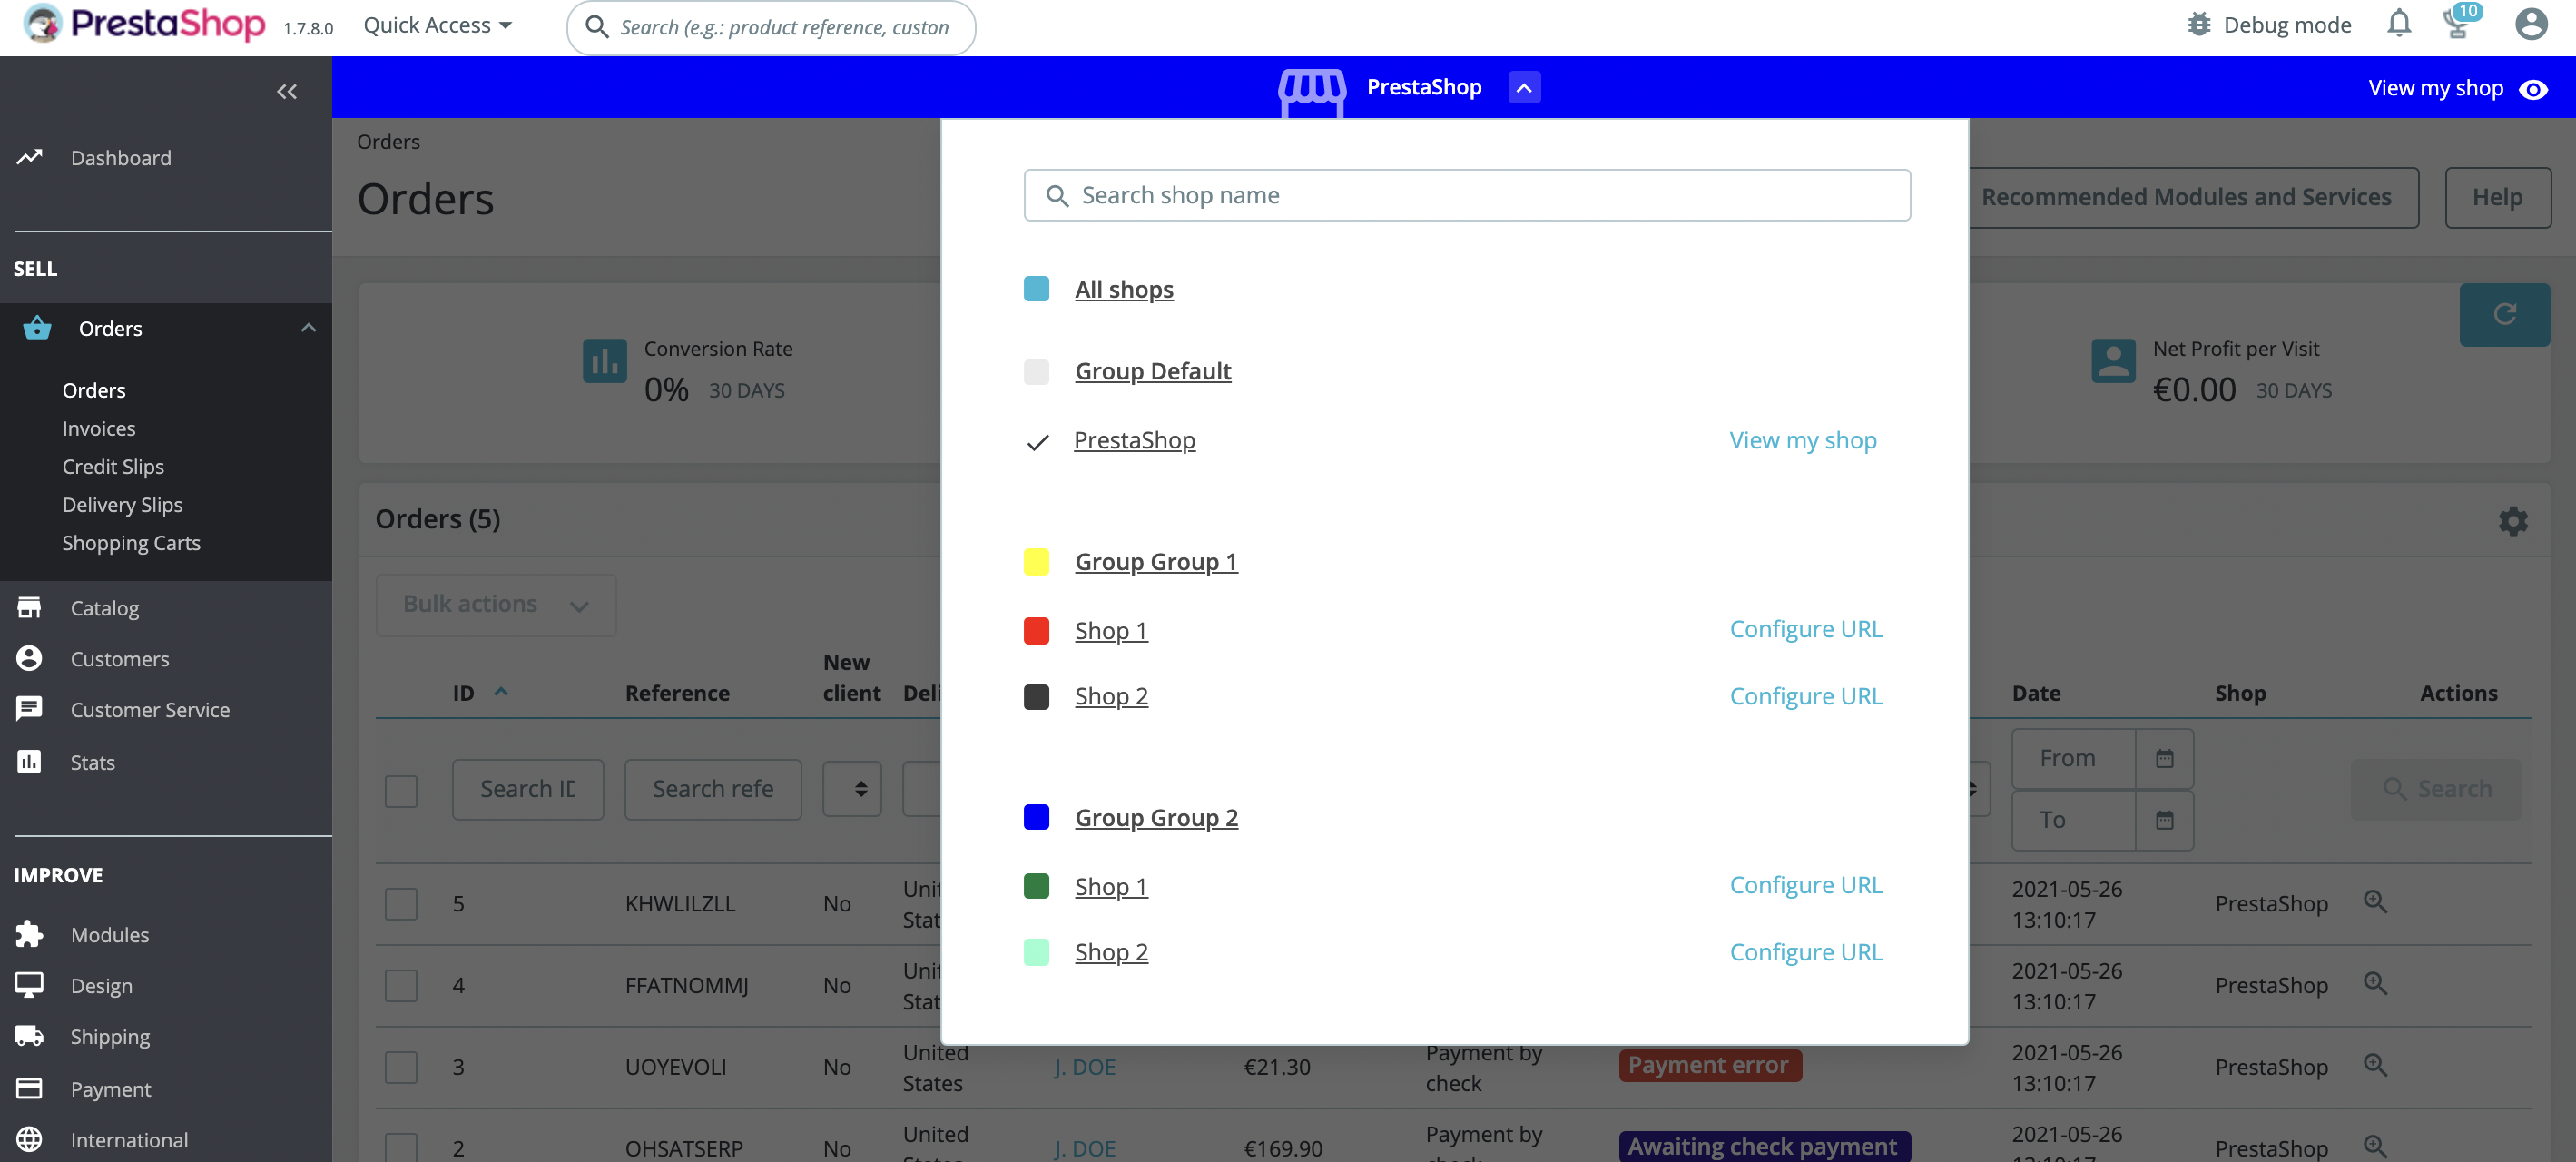 PrestaShop 1.7.8.0 Quick Access Search (e.g.: product reference, custon Debug mode 10
PrestaShop View my shop
Dashboard
SELL
Orders
Orders
Invoices
Credit Slips
Delivery Slips
Shopping Carts
Catalog
Customers
Customer Service
Stats
IMPROVE
Modules
Design
Shipping
Payment
International
Orders
Orders
Recommended Modules and Services Help
Conversion Rate
0% 30 DAYS
Net Profit per Visit
€0.00 30 DAYS
Search shop name
All shops
Group Default
PrestaShop View my shop
Group Group 1
Shop 1 Configure URL
Shop 2 Configure URL
Group Group 2
Shop 1 Configure URL
Shop 2 Configure URL
Orders (5)
Bulk actions
ID Reference New client Deli Date Shop Actions
Search ID Search refe From Search
To
5 KHWLILZLL No Unit Stat 2021-05-26 13:10:17 PrestaShop
4 FFATNOMMJ No Unit Stat 2021-05-26 13:10:17 PrestaShop
3 UOYEVOLI No United States J. DOE €21.30 Payment by check Payment error 2021-05-26 13:10:17 PrestaShop
2 OHSATSERP No United J. DOE €169.90 Payment by Awaiting check payment 2021-05-26 PrestaShop